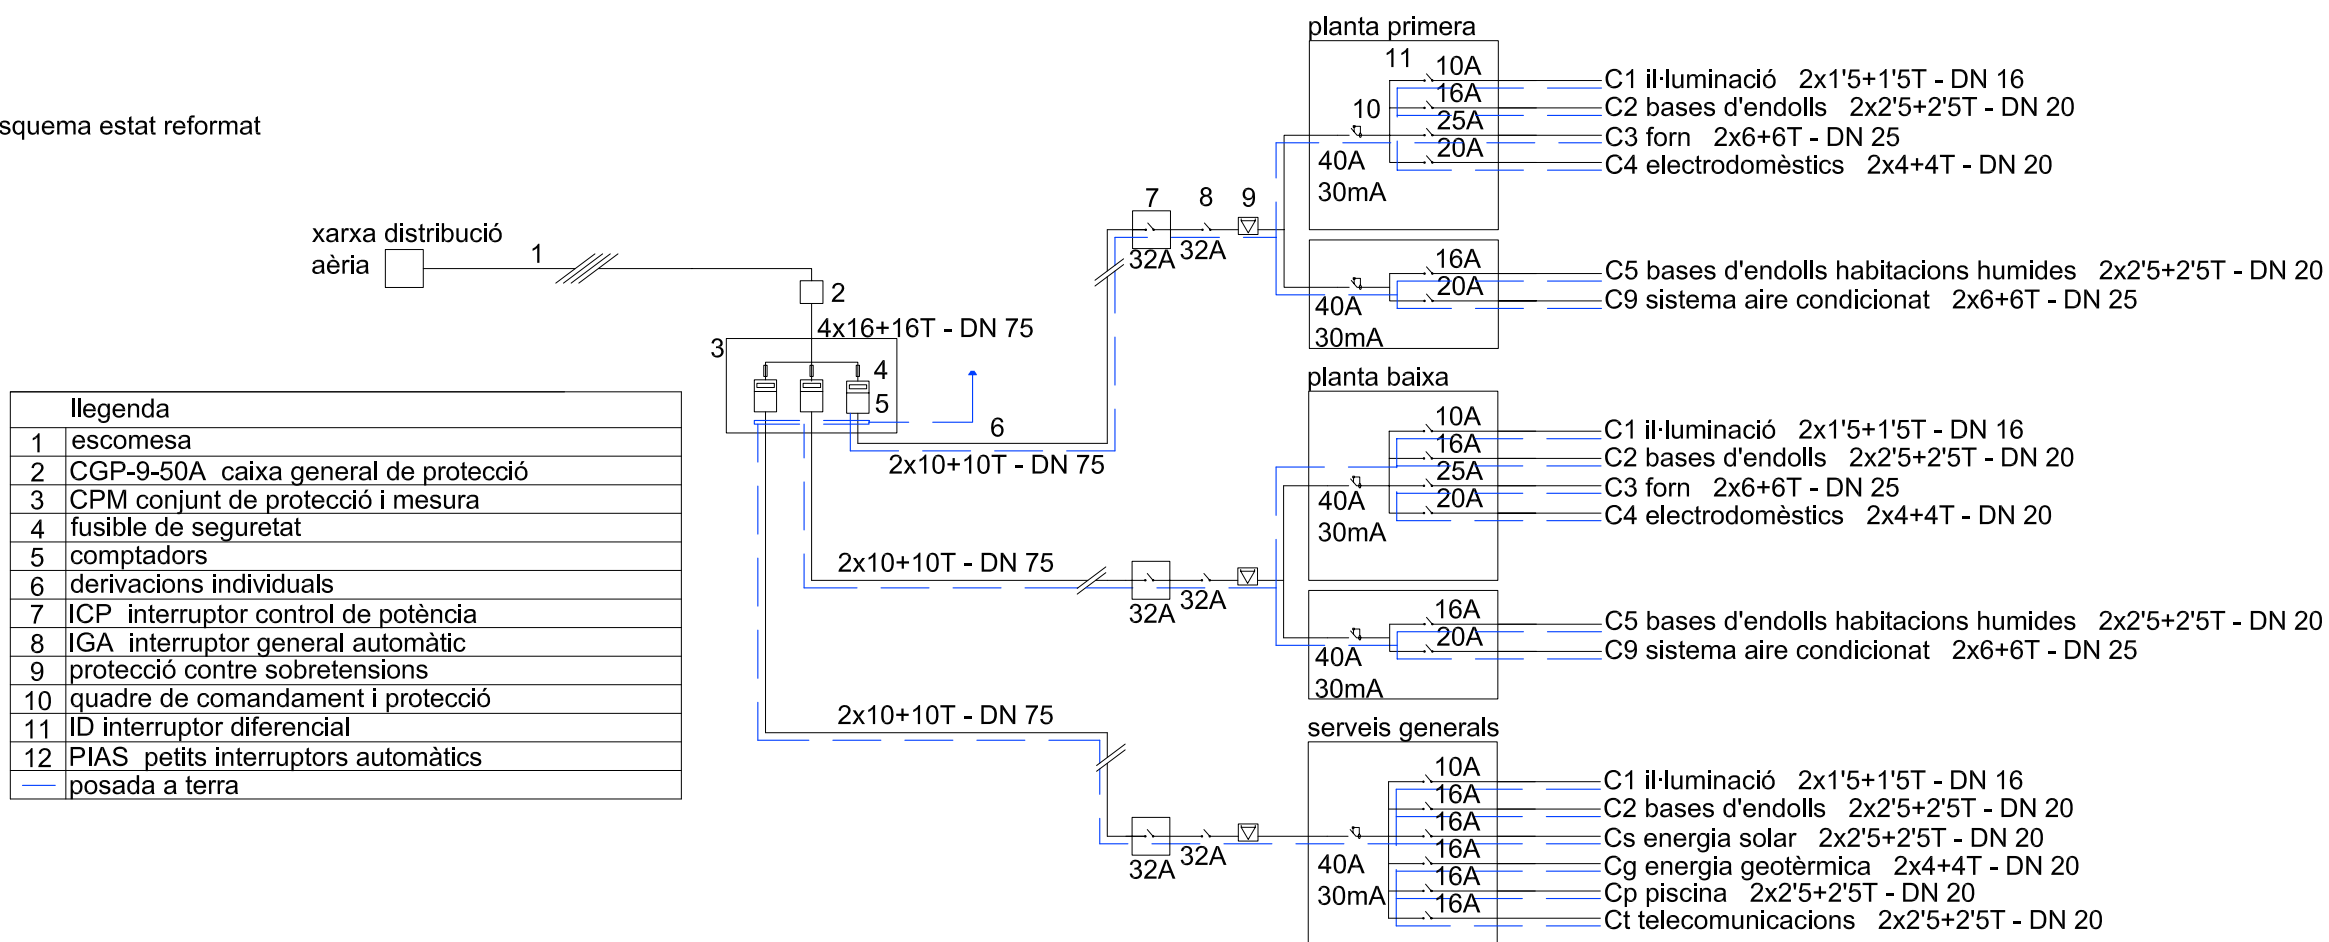 squema estat reformat
xarxa distribució
aèria
1
2
4x16+16T - DN 75
3
4
5
6
2x10+10T - DN 75
2x10+10T - DN 75
2x10+10T - DN 75
llegenda
1 escomesa
2 CGP-9-50A caixa general de protecció
3 CPM conjunt de protecció i mesura
4 fusible de seguretat
5 comptadors
6 derivacions individuals
7 ICP interruptor control de potència
8 IGA interruptor general automàtic
9 protecció contre sobretensions
10 quadre de comandament i protecció
11 ID interruptor diferencial
12 PIAS petits interruptors automàtics
posada a terra
7 8 9
32A 32A
planta primera
11
10
40A
30mA
10A C1 il·luminació 2x1'5+1'5T - DN 16
16A C2 bases d'endolls 2x2'5+2'5T - DN 20
25A C3 forn 2x6+6T - DN 25
20A C4 electrodomèstics 2x4+4T - DN 20
40A
30mA
16A C5 bases d'endolls habitacions humides 2x2'5+2'5T - DN 20
20A C9 sistema aire condicionat 2x6+6T - DN 25
32A 32A
planta baixa
40A
30mA
10A C1 il·luminació 2x1'5+1'5T - DN 16
16A C2 bases d'endolls 2x2'5+2'5T - DN 20
25A C3 forn 2x6+6T - DN 25
20A C4 electrodomèstics 2x4+4T - DN 20
40A
30mA
16A C5 bases d'endolls habitacions humides 2x2'5+2'5T - DN 20
20A C9 sistema aire condicionat 2x6+6T - DN 25
32A 32A
serveis generals
40A
30mA
10A C1 il·luminació 2x1'5+1'5T - DN 16
16A C2 bases d'endolls 2x2'5+2'5T - DN 20
16A Cs energia solar 2x2'5+2'5T - DN 20
16A Cg energia geotèrmica 2x4+4T - DN 20
16A Cp piscina 2x2'5+2'5T - DN 20
16A Ct telecomunicacions 2x2'5+2'5T - DN 20